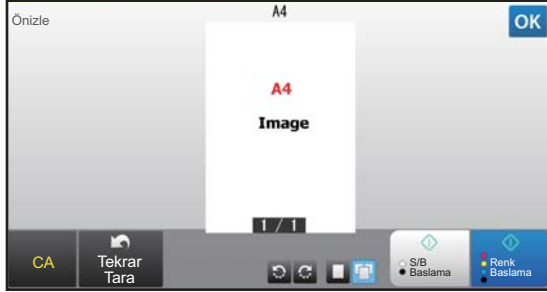 Önizle
A4
OK
A4
Image
1 / 1
CA
Tekrar
Tara
S/B
Baslama
Renk
Baslama